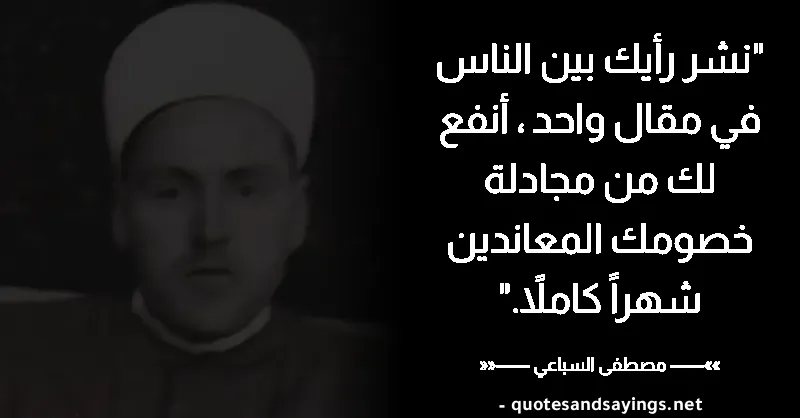 "نشر رأيك بين الناس
في مقال واحد ، أنفع
لك من مجادلة
خصومك المعاندين
شهراً كاملًا."
»»—— مصطفى السباعي ——««
- quotesandsayings.net